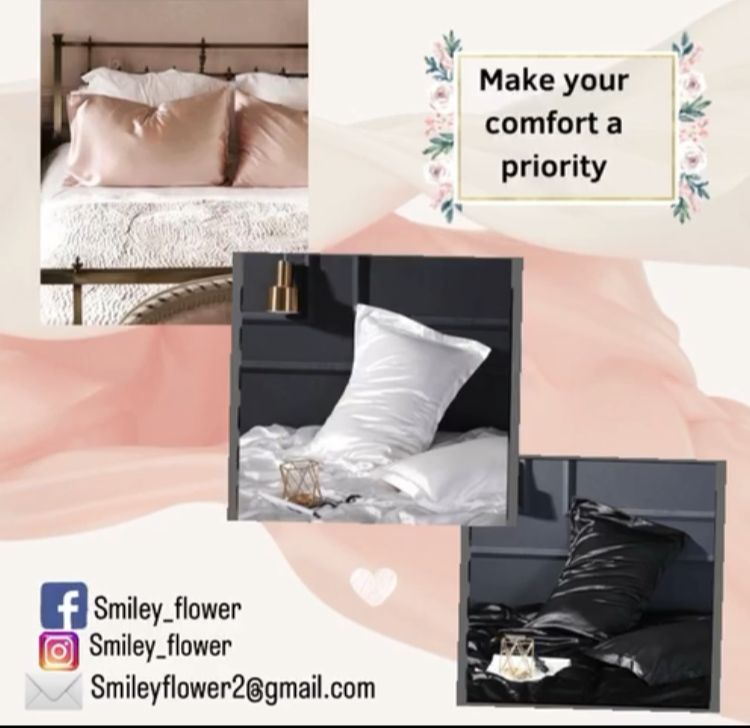 Make your
comfort a
priority
Smiley_flower
Smiley_flower
Smileyflower2@gmail.com